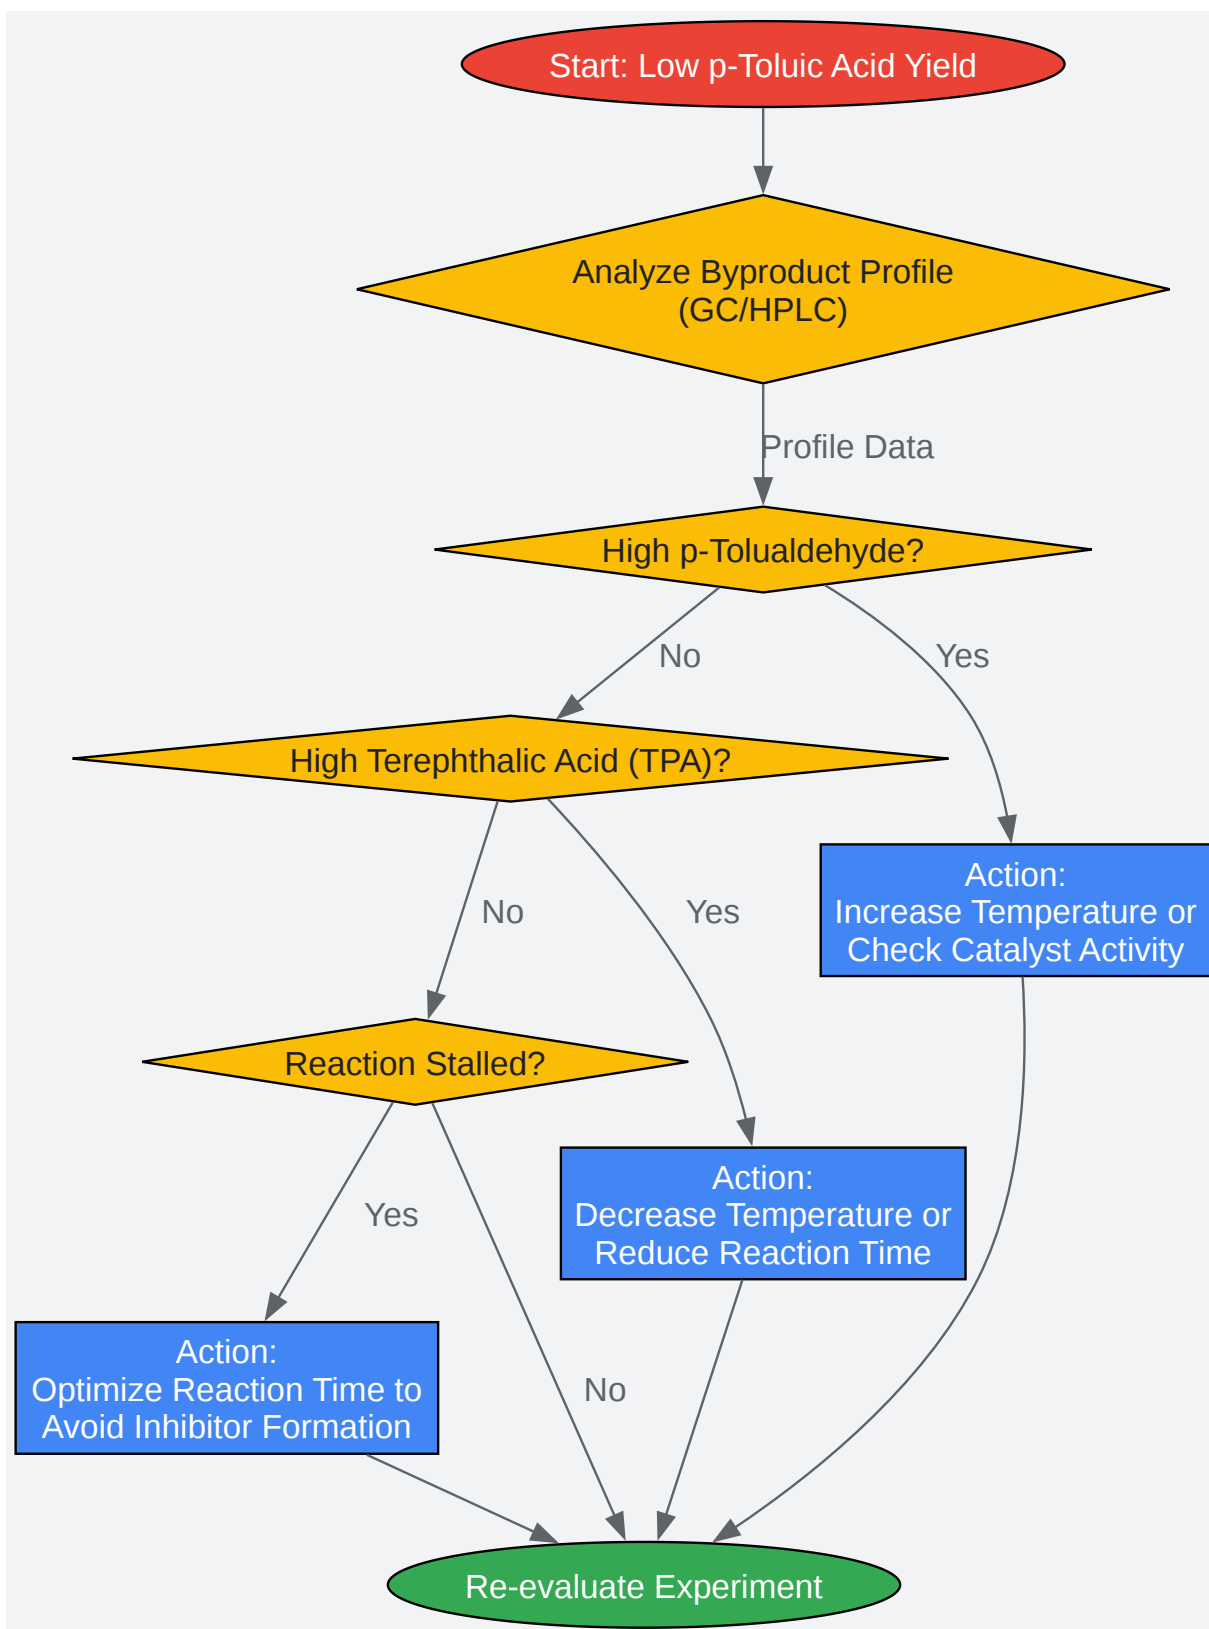 Start: Low p-Toluic Acid Yield
Analyze Byproduct Profile
(GC/HPLC)
Profile Data
High p-Tolualdehyde?
No
Yes
High Terephthalic Acid (TPA)?
Action:
Increase Temperature or
Check Catalyst Activity
No
Yes
Reaction Stalled?
Action:
Decrease Temperature or
Reduce Reaction Time
Yes
No
Action:
Optimize Reaction Time to
Avoid Inhibitor Formation
Re-evaluate Experiment